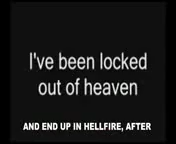 I've been locked
out of heaven
AND END UP IN HELLFIRE, AFTER